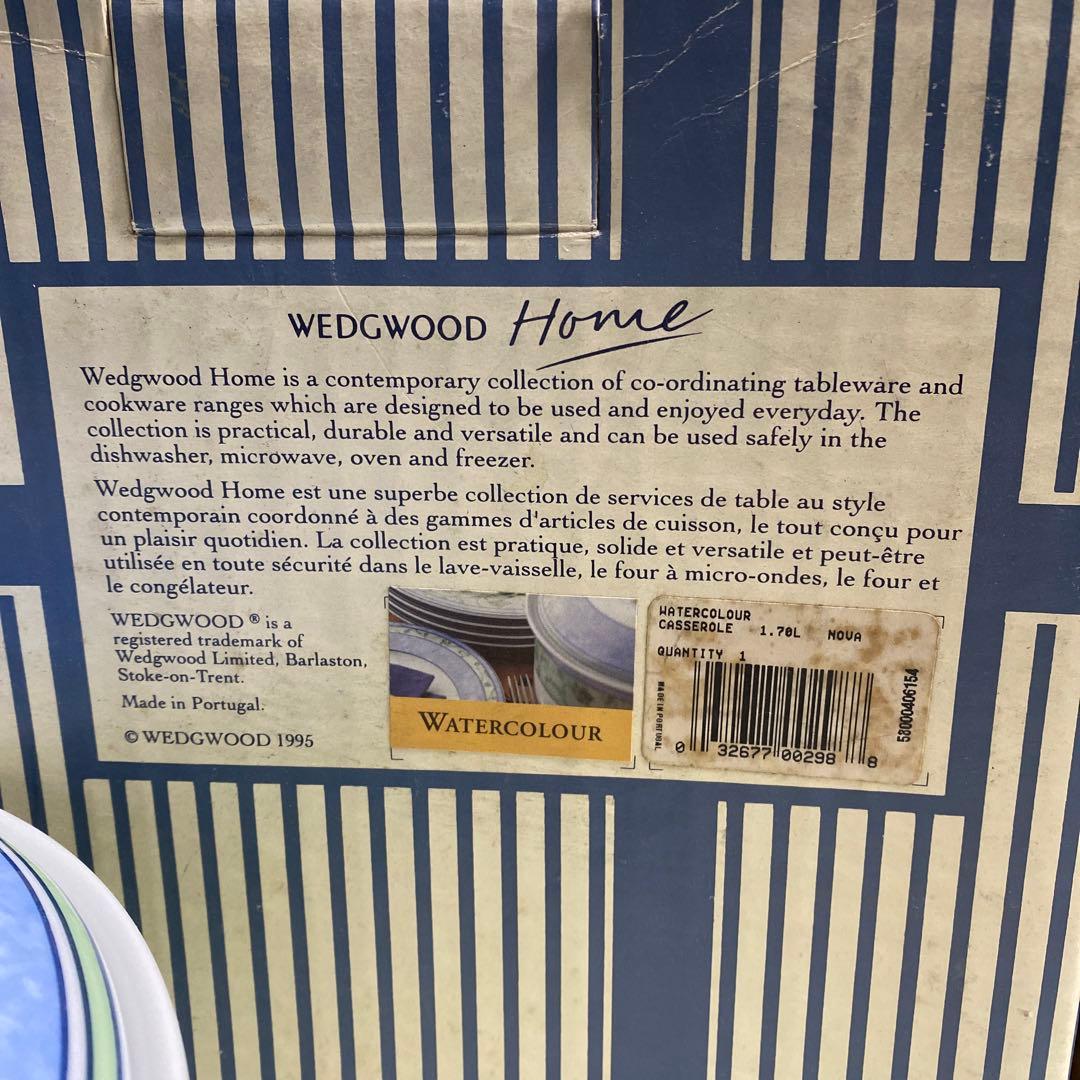 WEDGWOOD Home
Wedgwood Home is a contemporary collection of co-ordinating tableware and
cookware ranges which are designed to be used and enjoyed everyday. The
collection is practical, durable and versatile and can be used safely in the
dishwasher, microwave, oven and freezer.
Wedgwood Home est une superbe collection de services de table au style
contemporain coordonné à des gammes d'articles de cuisson, le tout conçu pour
un plaisir quotidien. La collection est pratique, solide et versatile et peut-être
utilisée en toute sécurité dans le lave-vaisselle, le four à micro-ondes, le four et
le congélateur.
WEDGWOOD ® is a
registered trademark of
Wedgwood Limited, Barlaston,
Stoke-on-Trent.
Made in Portugal.
© WEDGWOOD 1995
WATERCOLOUR
WATERCOLOUR
CASSEROLE 1.70L NOVA
QUANTITY 1
MADE IN PORTUGAL
0 32677 00298 8
58000406154